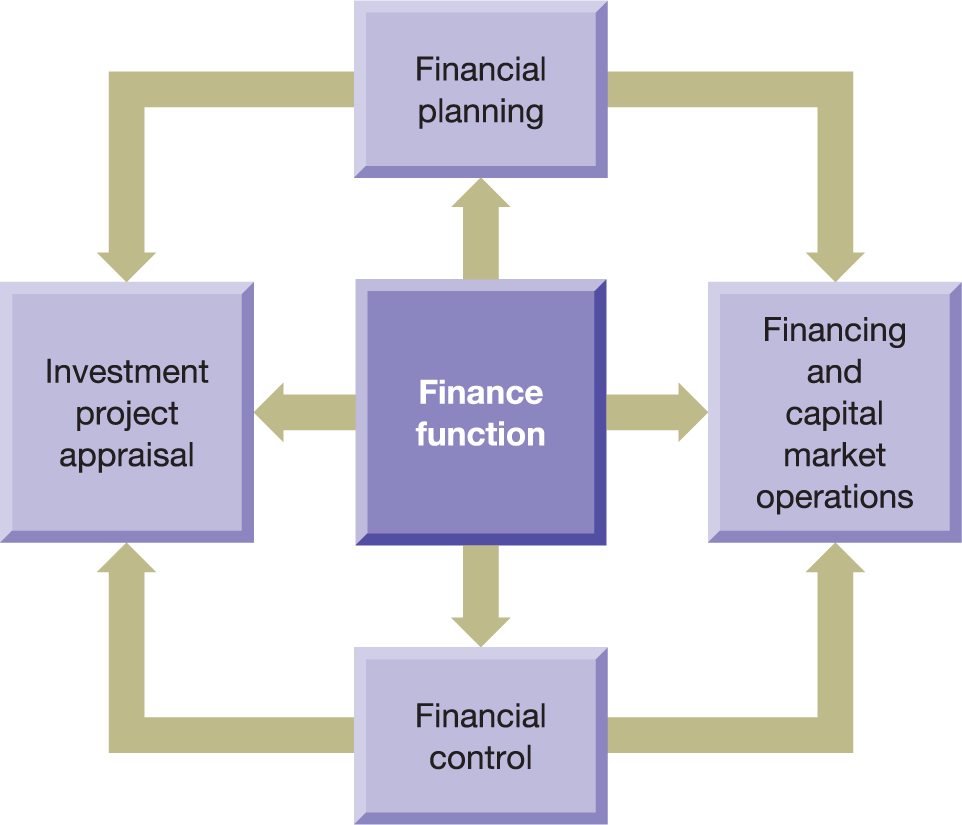 Financial
planning
Investment
project
appraisal
Finance
function
Financing
and
capital
market
operations
Financial
control